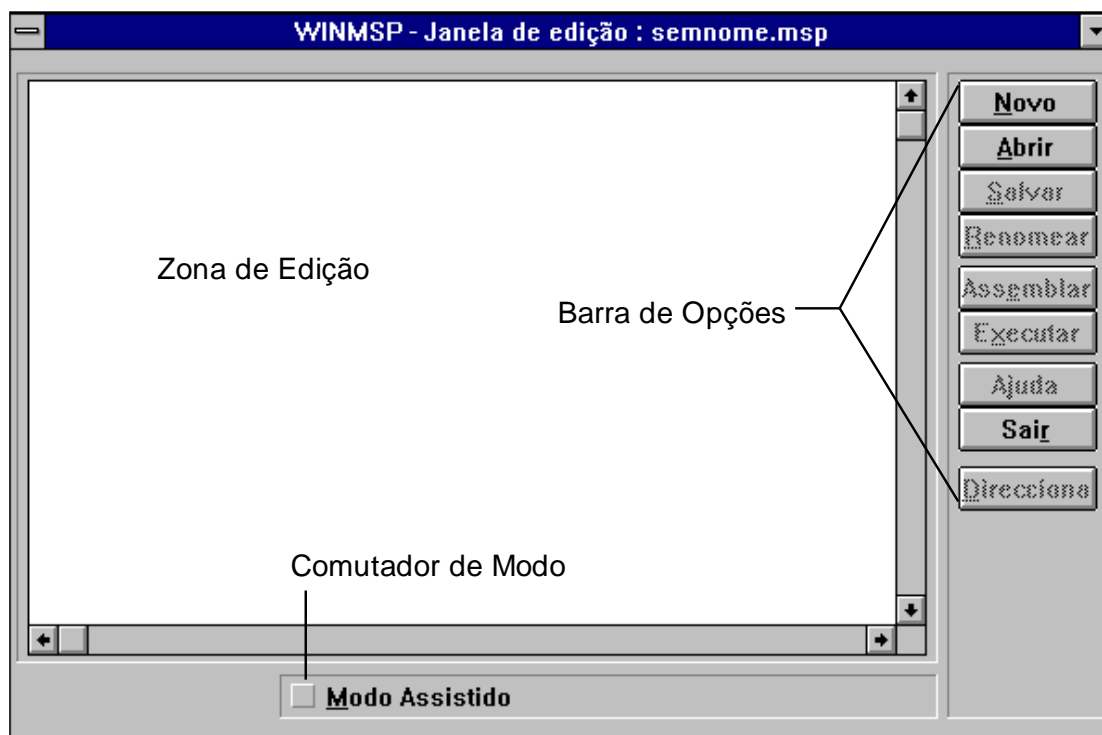 WINMSP - Janela de edição : semnome.msp
Novo
Abrir
Salvar
Renomear
Zona de Edição
Assemblar
Barra de Opções
Executar
Ajuda
Sair
Direcciona
Comutador de Modo
Modo Assistido